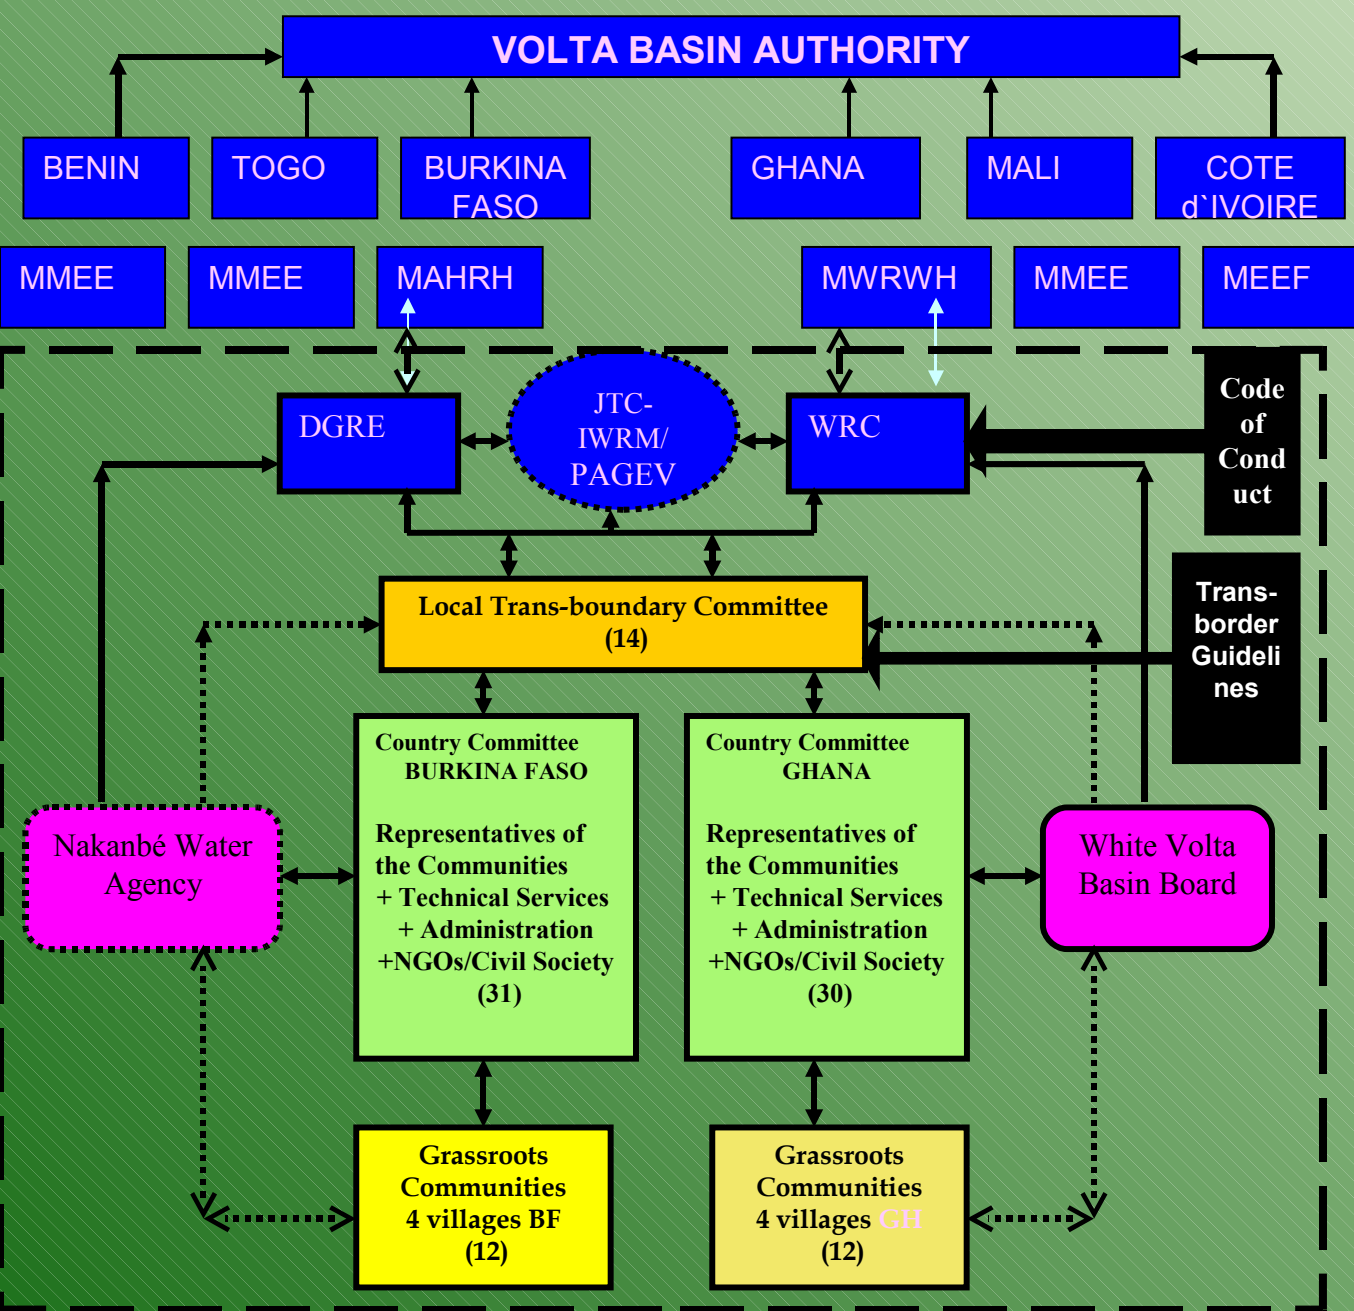 VOLTA BASIN AUTHORITY
BENIN
TOGO
BURKINA
FASO
GHANA
MALI
COTE
d`IVOIRE
MMEE
MMEE
MAHRH
MWRWH
MMEE
MEEF
DGRE
JTC-
IWRM/
PAGEV
WRC
Code
of
Cond
uct
Local Trans-boundary Committee
(14)
Trans-
border
Guideli
nes
Country Committee
BURKINA FASO
Representatives of
the Communities
+ Technical Services
+ Administration
+NGOs/Civil Society
(31)
Country Committee
GHANA
Representatives of
the Communities
+ Technical Services
+ Administration
+NGOs/Civil Society
(30)
Nakanbé Water
Agency
White Volta
Basin Board
Grassroots
Communities
4 villages BF
(12)
Grassroots
Communities
4 villages GH
(12)